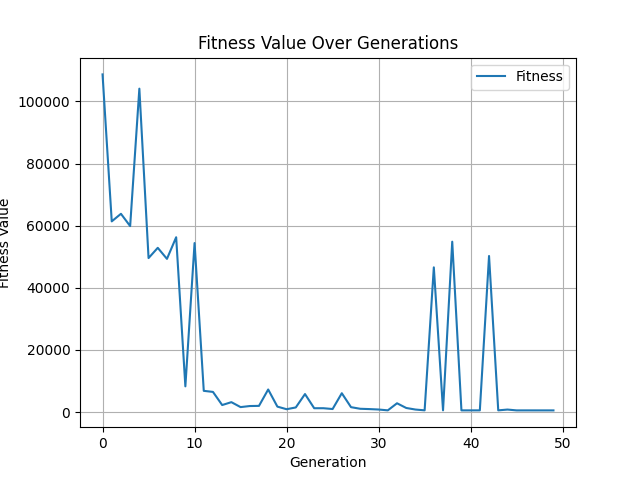 Fitness Value Over Generations
Fitness
100000
80000
60000
40000
20000
0
Fitness Value
0 10 20 30 40 50
Generation